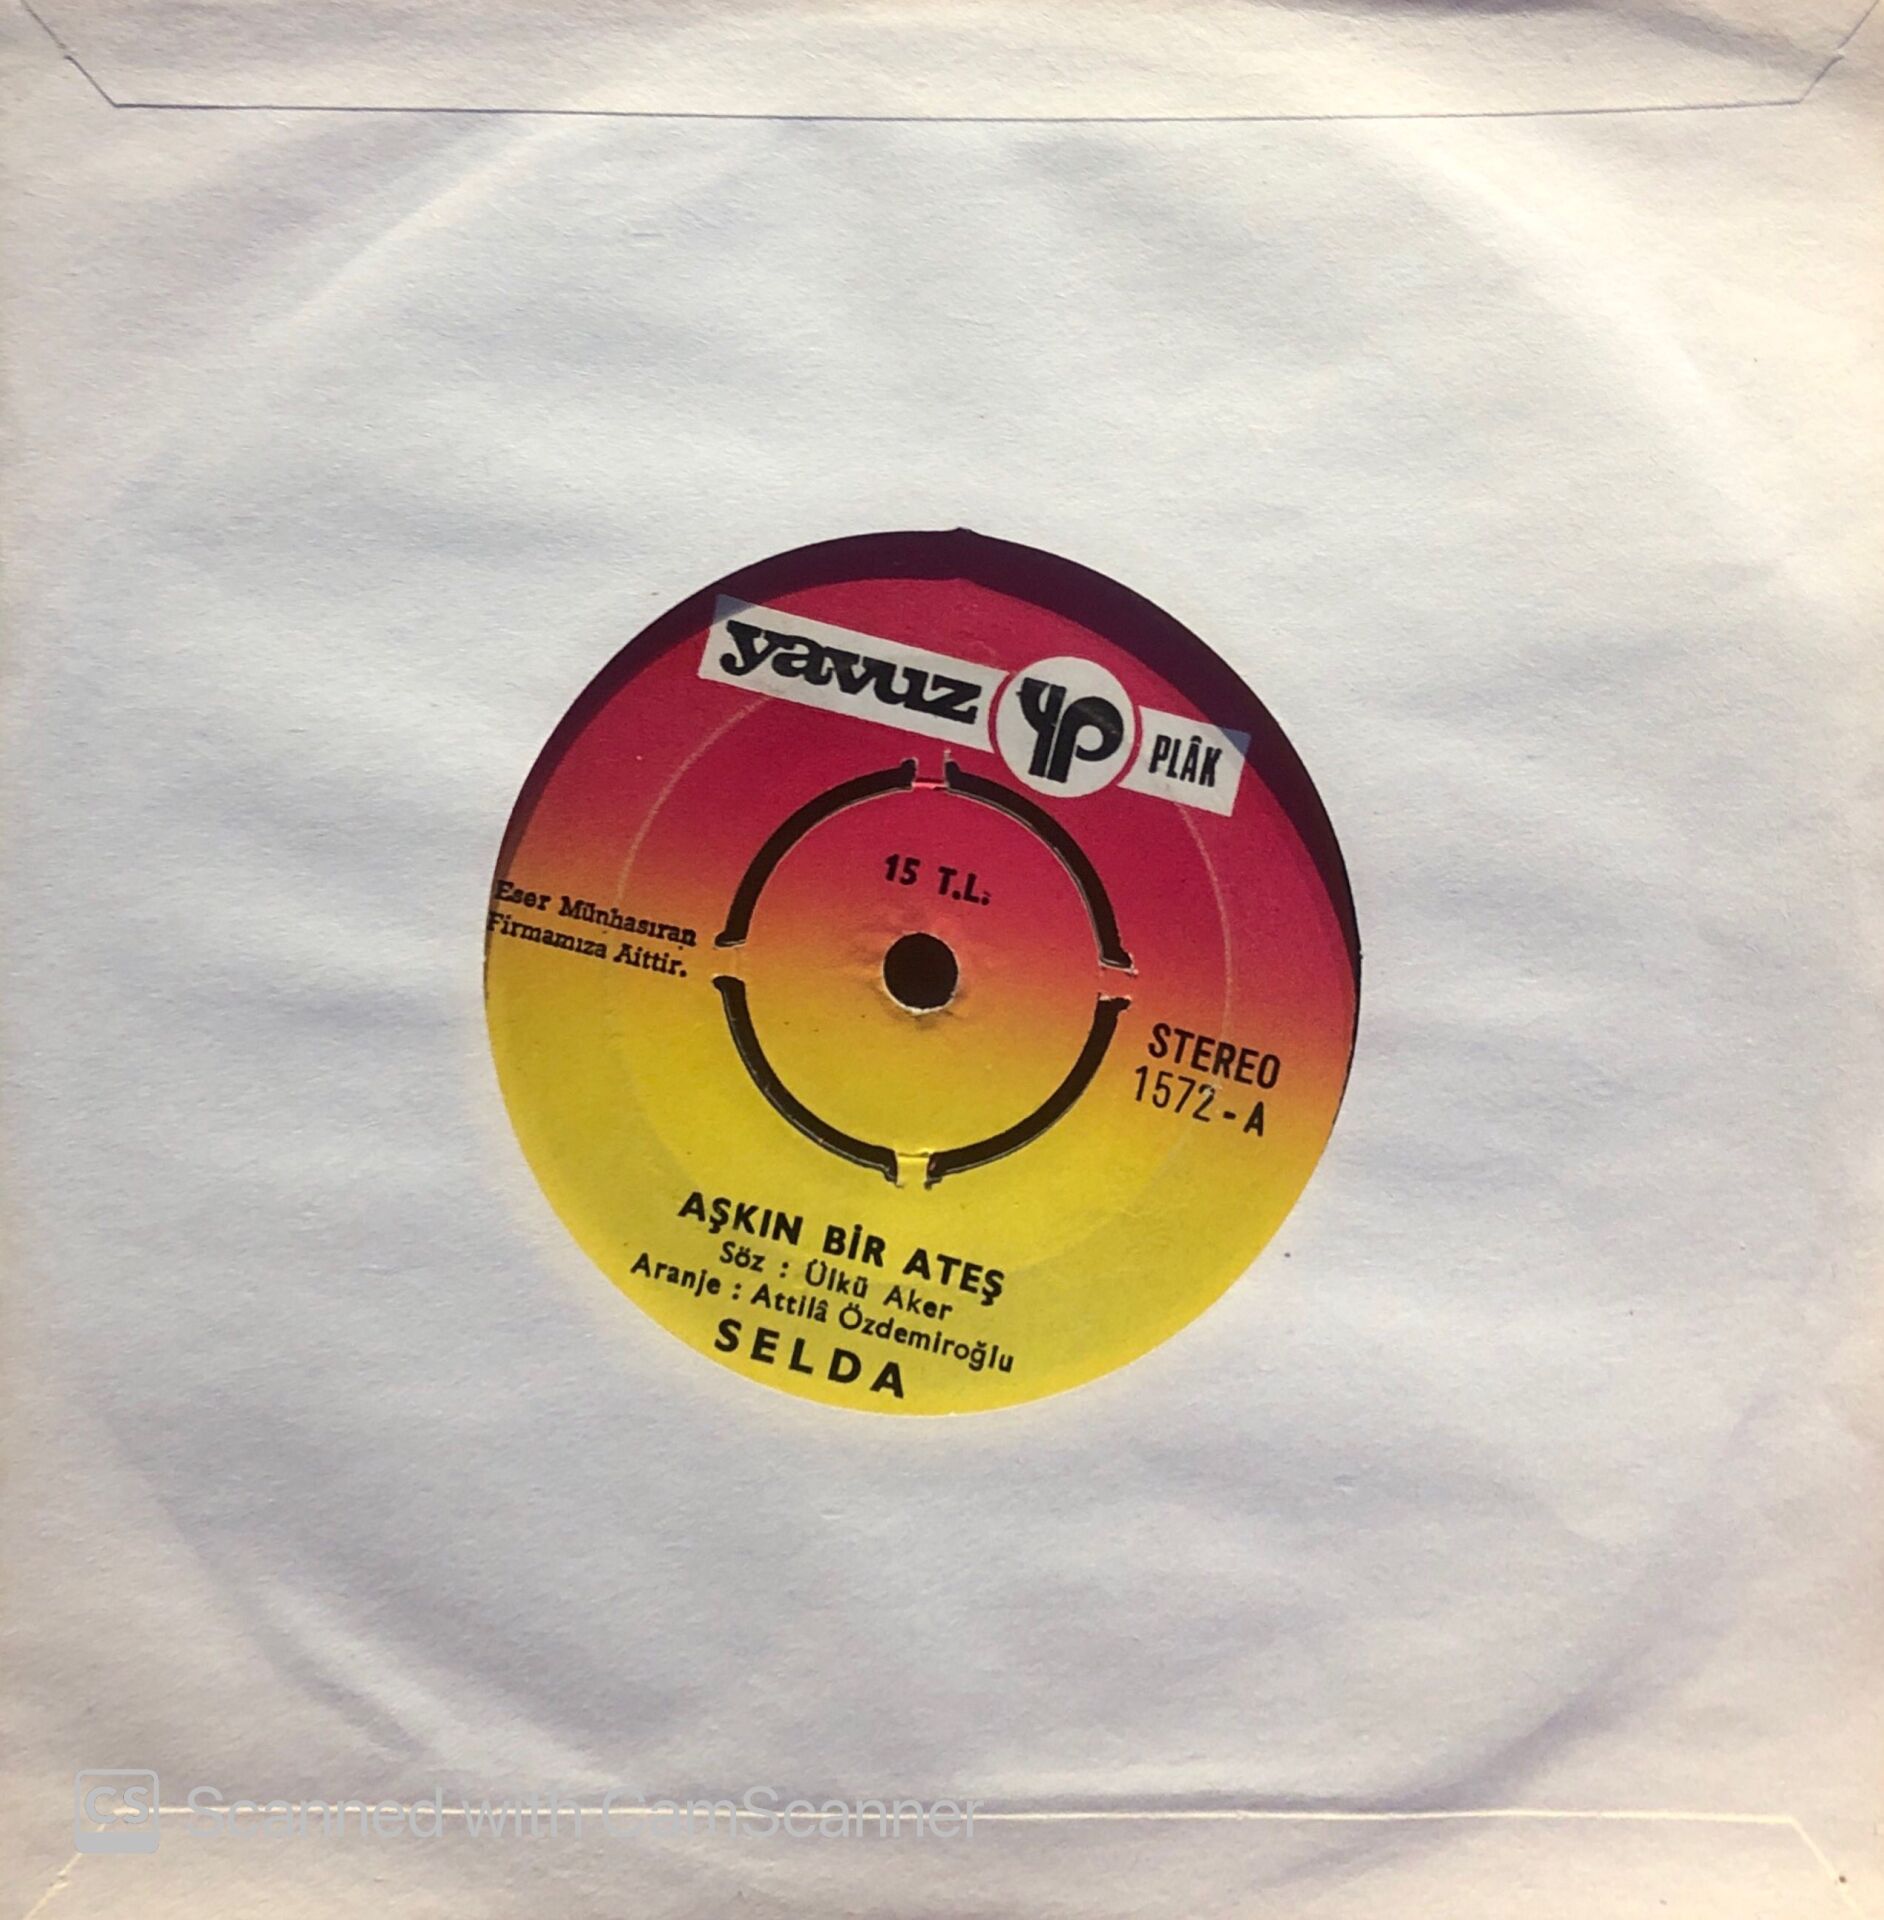 yavuz yp PLÂK
15 T.L.
Eser Münhasıran
Firmamıza Aittir.
STEREO
1572-A
AŞKIN BİR ATEŞ
Söz : Ülkü Aker
Aranje : Attilâ Özdemiroğlu
SELDA
CS Scanned with CamScanner